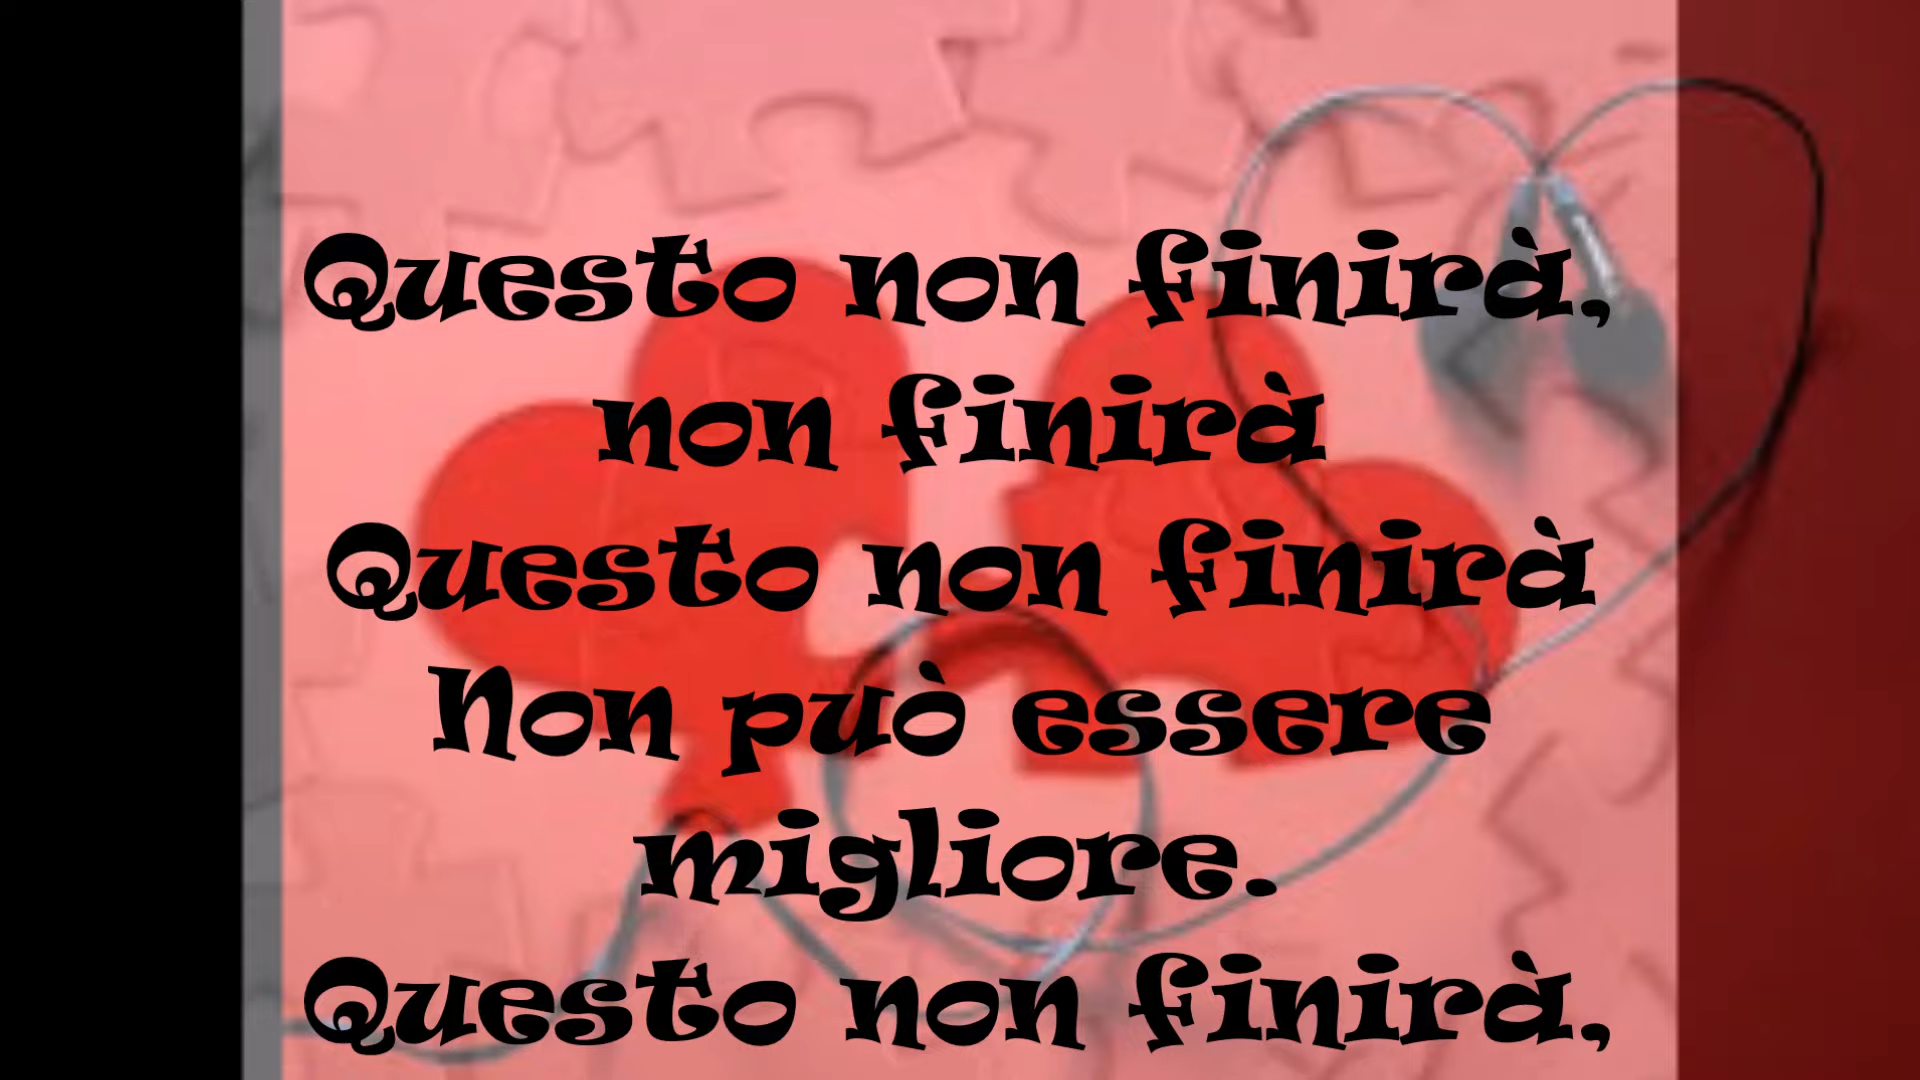 Questo non finirà,
non finirà
Questo non finirà
Non può essere
migliore.
Questo non finirà,